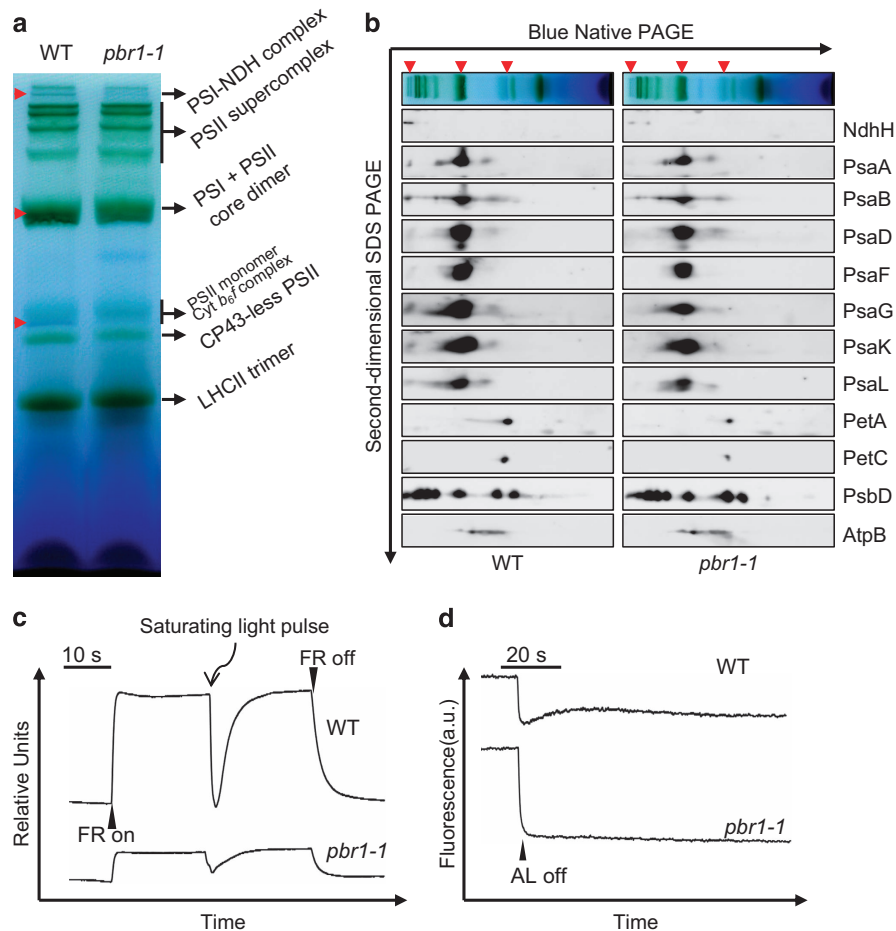 a
WT pbr1-1
PSI-NDH complex
PSII supercomplex
PSI + PSII
core dimer
PSII monomer
Cyt b6f complex
CP43-less PSII
LHCII trimer
b
Blue Native PAGE
Second-dimensional SDS PAGE
NdhH
PsaA
PsaB
PsaD
PsaF
PsaG
PsaK
PsaL
PetA
PetC
PsbD
AtpB
WT pbr1-1
c
10 s
Saturating light pulse
FR off
WT
FR on
pbr1-1
Relative Units
Time
d
20 s
WT
pbr1-1
AL off
Fluorescence(a.u.)
Time